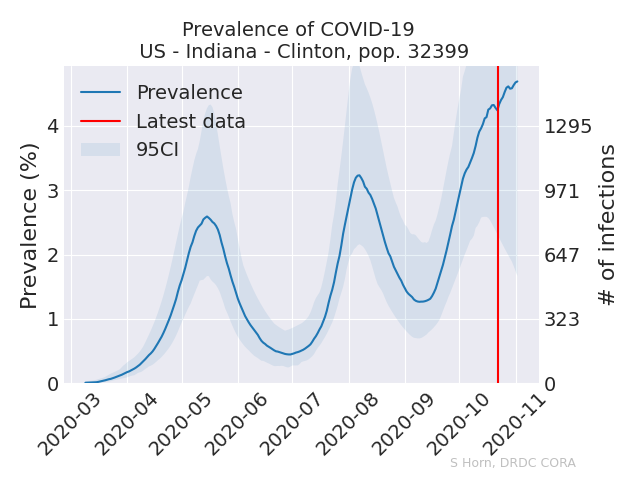 Prevalence of COVID-19
US - Indiana - Clinton, pop. 32399
Prevalence
Latest data
95CI
Prevalence (%)
4
3
2
1
0
1295
971
647
323
0
# of infections
2020-03
2020-04
2020-05
2020-06
2020-07
2020-08
2020-09
2020-10
2020-11
S Horn, DRDC CORA